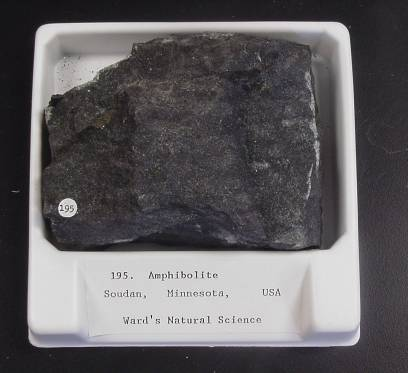 195
195. Amphibolite
Soudan, Minnesota, USA
Ward's Natural Science